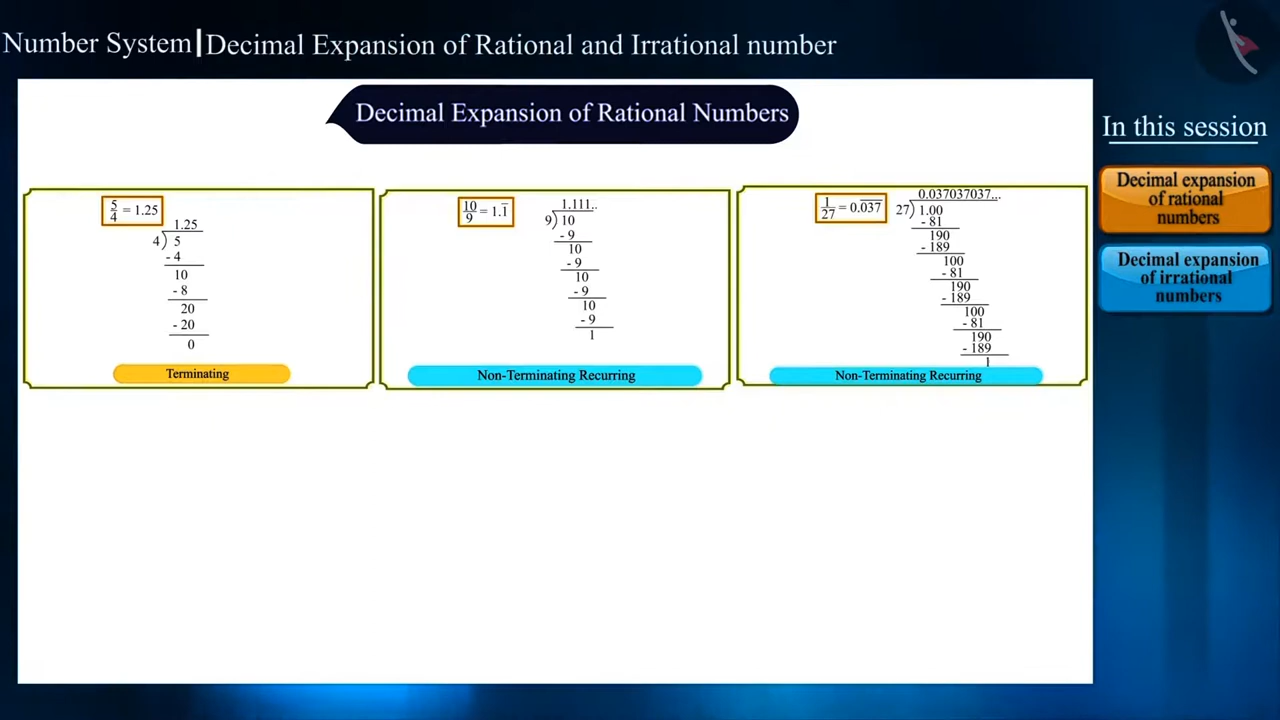 Number System | Decimal Expansion of Rational and Irrational number
Decimal Expansion of Rational Numbers
In this session
Decimal expansion
of rational
numbers
Decimal expansion
of irrational
numbers
5/4 = 1.25
1.25
4) 5
- 4
10
- 8
20
- 20
0
Terminating
10/9 = 1.1̅
1.111..
9) 10
- 9
10
- 9
10
- 9
10
- 9
1
Non-Terminating Recurring
1/27 = 0.0̅3̅7̅
0.037037037...
27) 1.00
- 81
190
- 189
100
- 81
190
- 189
100
- 81
190
- 189
1
Non-Terminating Recurring